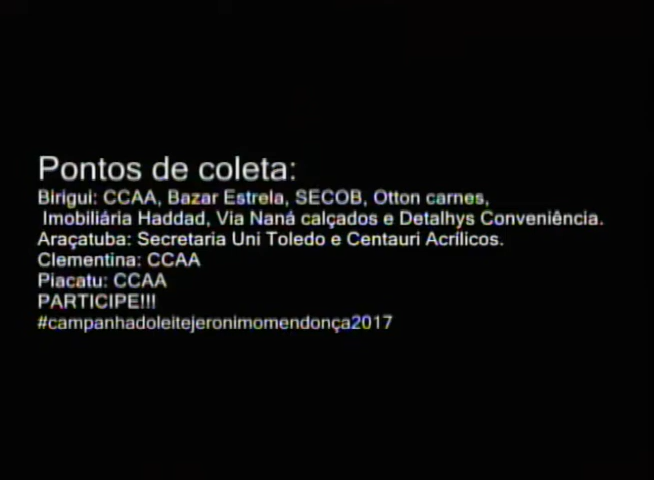 Pontos de coleta:
Birigui: CCAA, Bazar Estrela, SECOB, Otton carnes,
Imobiliária Haddad, Via Naná calçados e Detalhys Conveniência.
Araçatuba: Secretaria Uni Toledo e Centauri Acrílicos.
Clementina: CCAA
Piacatu: CCAA
PARTICIPE!!!
#campanhadoleitejeronimomendonça2017